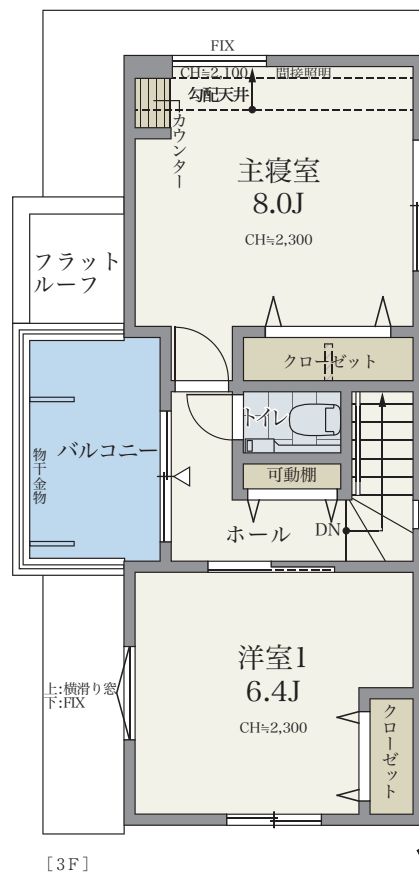 FIX
CH≒2,100
間接照明
勾配天井
カウンター
主寝室
8.0J
CH≒2,300
フラット
ルーフ
クローゼット
トイレ
バルコニー
物干金物
可動棚
ホール
DN
洋室1
6.4J
CH≒2,300
上:横滑り窓
下:FIX
クローゼット
[3F]